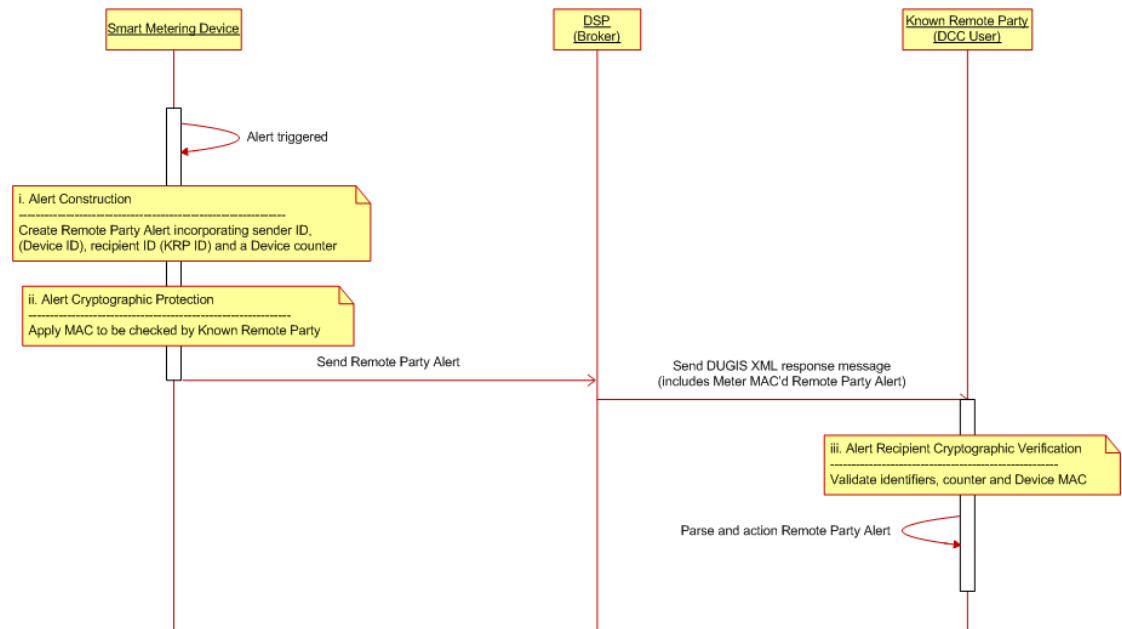 Smart Metering Device
DSP
(Broker)
Known Remote Party
(DCC User)
Alert triggered
i. Alert Construction
Create Remote Party Alert incorporating sender ID,
(Device ID), recipient ID (KRP ID) and a Device counter
ii. Alert Cryptographic Protection
Apply MAC to be checked by Known Remote Party
Send Remote Party Alert
Send DUGIS XML response message
(includes Meter MAC'd Remote Party Alert)
iii. Alert Recipient Cryptographic Verification
Validate identifiers, counter and Device MAC
Parse and action Remote Party Alert